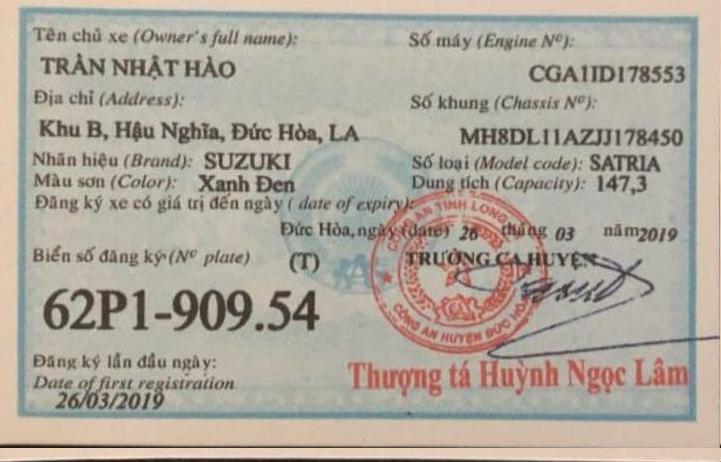 Tên chủ xe (Owner's full name):
TRẦN NHẬT HÀO
Địa chỉ (Address):
Khu B, Hậu Nghĩa, Đức Hòa, LA
Nhãn hiệu (Brand): SUZUKI
Màu sơn (Color): Xanh Đen
Số máy (Engine Nº):
CGA1ID178553
Số khung (Chassis Nº):
MH8DL11AZJJ178450
Số loại (Model code): SATRIA
Dung tích (Capacity): 147,3
Đăng ký xe có giá trị đến ngày ( date of expiry):
Đức Hòa, ngày (date) 26 tháng 03 năm2019
Biển số đăng ký (Nº plate) (T)
62P1-909.54
TRƯỞNG CA HUYỆN
CÔNG AN TỈNH LONG
CÔNG AN HUYỆN ĐỨC HÒA
Thượng tá Huỳnh Ngọc Lâm
Đăng ký lần đầu ngày:
Date of first registration
26/03/2019